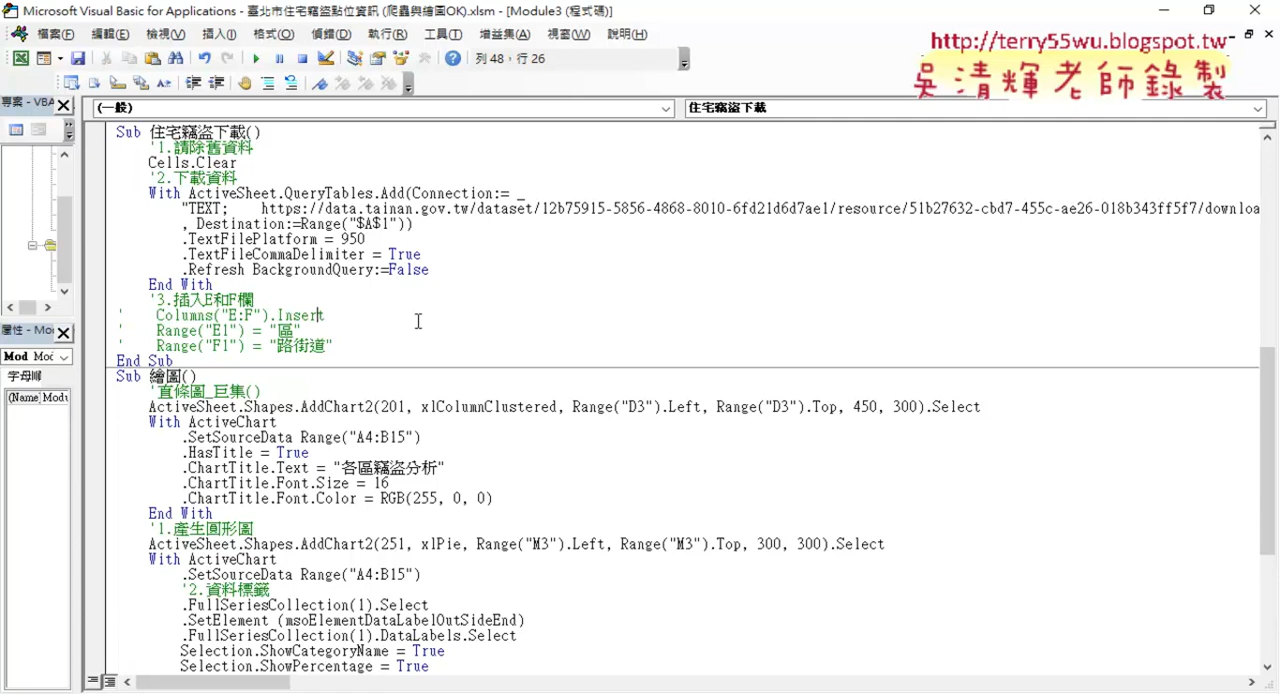 Microsoft Visual Basic for Applications - 臺北市住宅竊盜點位資訊 (爬蟲與繪圖OK).xlsm - [Module3 (程式碼)]
檔案(F) 編輯(E) 檢視(V) 插入(I) 格式(O) 偵錯(D) 執行(R) 工具(T) 增益集(A) 視窗(W) 說明(H)
http://terry55wu.blogspot.tw
吳清輝老師錄製
列 48，行 26
專案 - VBA
(一般)
住宅竊盜下載
Sub 住宅竊盜下載()
'1.請除舊資料
Cells.Clear
'2.下載資料
With ActiveSheet.QueryTables.Add(Connection:= _
"TEXT; https://data.tainan.gov.tw/dataset/12b75915-5856-4868-8010-6fd21d6d7ae1/resource/51b27632-cbd7-455c-ae26-018b343ff5f7/downloa
, Destination:=Range("$A$1"))
.TextFilePlatform = 950
.TextFileCommaDelimiter = True
.Refresh BackgroundQuery:=False
End With
'3.插入E和F欄
' Columns("E:F").Insert
' Range("E1") = "區"
' Range("F1") = "路街道"
End Sub
屬性 - Mod
Mod Mod
字母順
(Name) Modu
Sub 繪圖()
'直條圖_巨集()
ActiveSheet.Shapes.AddChart2(201, xlColumnClustered, Range("D3").Left, Range("D3").Top, 450, 300).Select
With ActiveChart
.SetSourceData Range("A4:B15")
.HasTitle = True
.ChartTitle.Text = "各區竊盜分析"
.ChartTitle.Font.Size = 16
.ChartTitle.Font.Color = RGB(255, 0, 0)
End With
'1.產生圓形圖
ActiveSheet.Shapes.AddChart2(251, xlPie, Range("M3").Left, Range("M3").Top, 300, 300).Select
With ActiveChart
.SetSourceData Range("A4:B15")
'2.資料標籤
.FullSeriesCollection(1).Select
.SetElement (msoElementDataLabelOutSideEnd)
.FullSeriesCollection(1).DataLabels.Select
Selection.ShowCategoryName = True
Selection.ShowPercentage = True